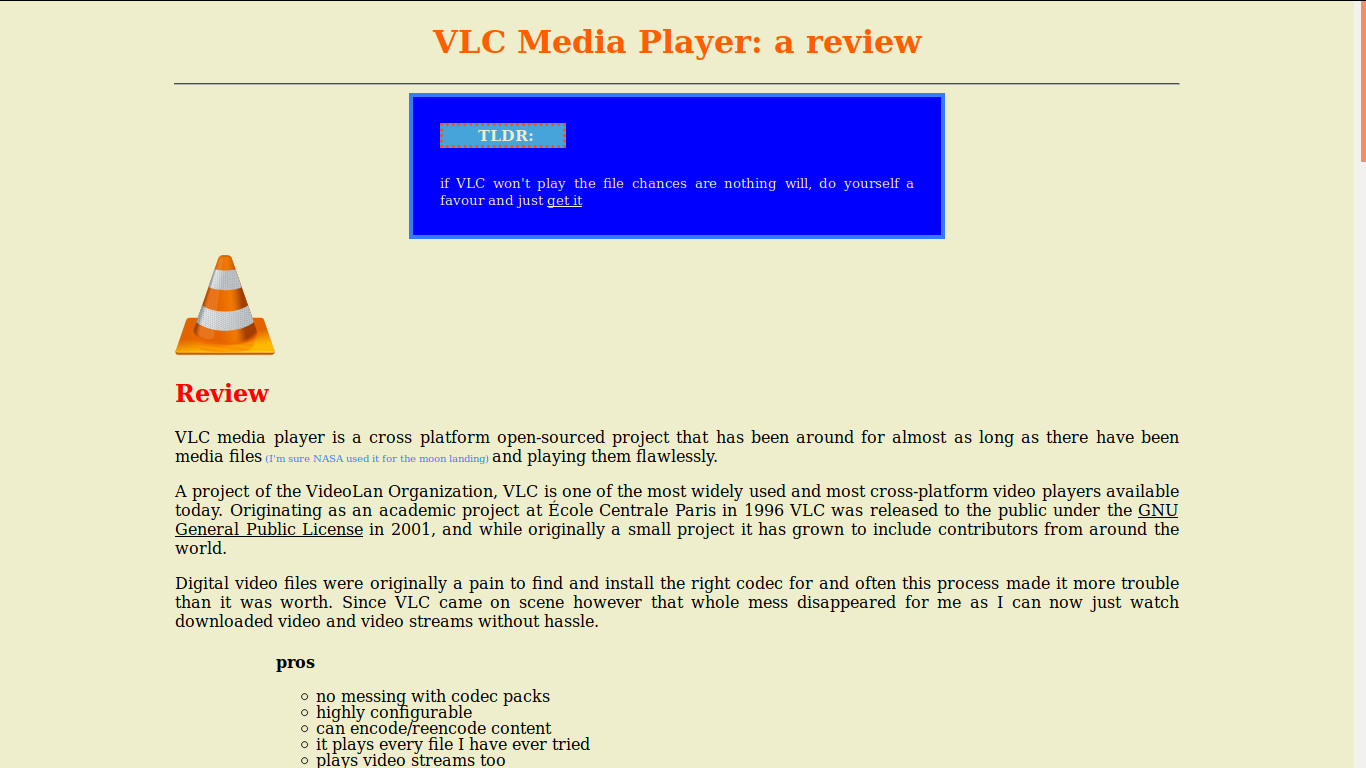 VLC Media Player: a review
TLDR:
if VLC won't play the file chances are nothing will, do yourself a
favour and just get it
Review
VLC media player is a cross platform open-sourced project that has been around for almost as long as there have been
media files (I'm sure NASA used it for the moon landing) and playing them flawlessly.
A project of the VideoLan Organization, VLC is one of the most widely used and most cross-platform video players available
today. Originating as an academic project at École Centrale Paris in 1996 VLC was released to the public under the GNU
General Public License in 2001, and while originally a small project it has grown to include contributors from around the
world.
Digital video files were originally a pain to find and install the right codec for and often this process made it more trouble
than it was worth. Since VLC came on scene however that whole mess disappeared for me as I can now just watch
downloaded video and video streams without hassle.
pros
no messing with codec packs
highly configurable
can encode/reencode content
it plays every file I have ever tried
plays video streams too